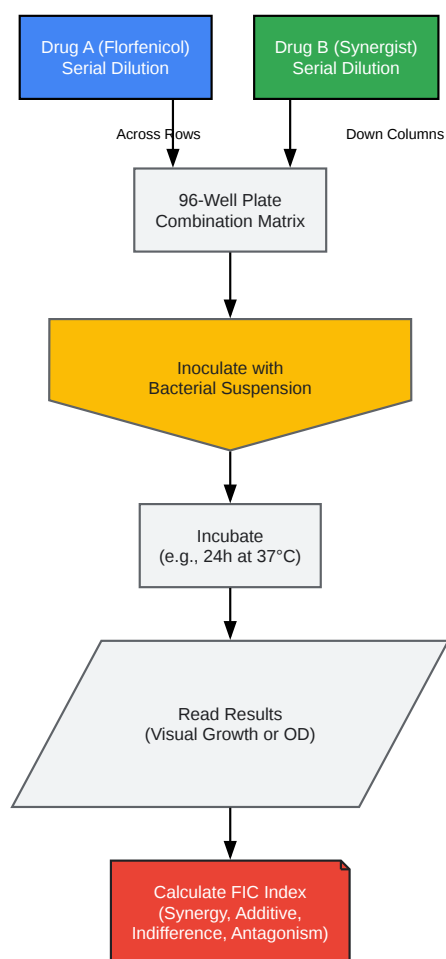 Drug A (Florfenicol)
Serial Dilution
Drug B (Synergist)
Serial Dilution
Across Rows
Down Columns
96-Well Plate
Combination Matrix
Inoculate with
Bacterial Suspension
Incubate
(e.g., 24h at 37°C)
Read Results
(Visual Growth or OD)
Calculate FIC Index
(Synergy, Additive,
Indifference, Antagonism)